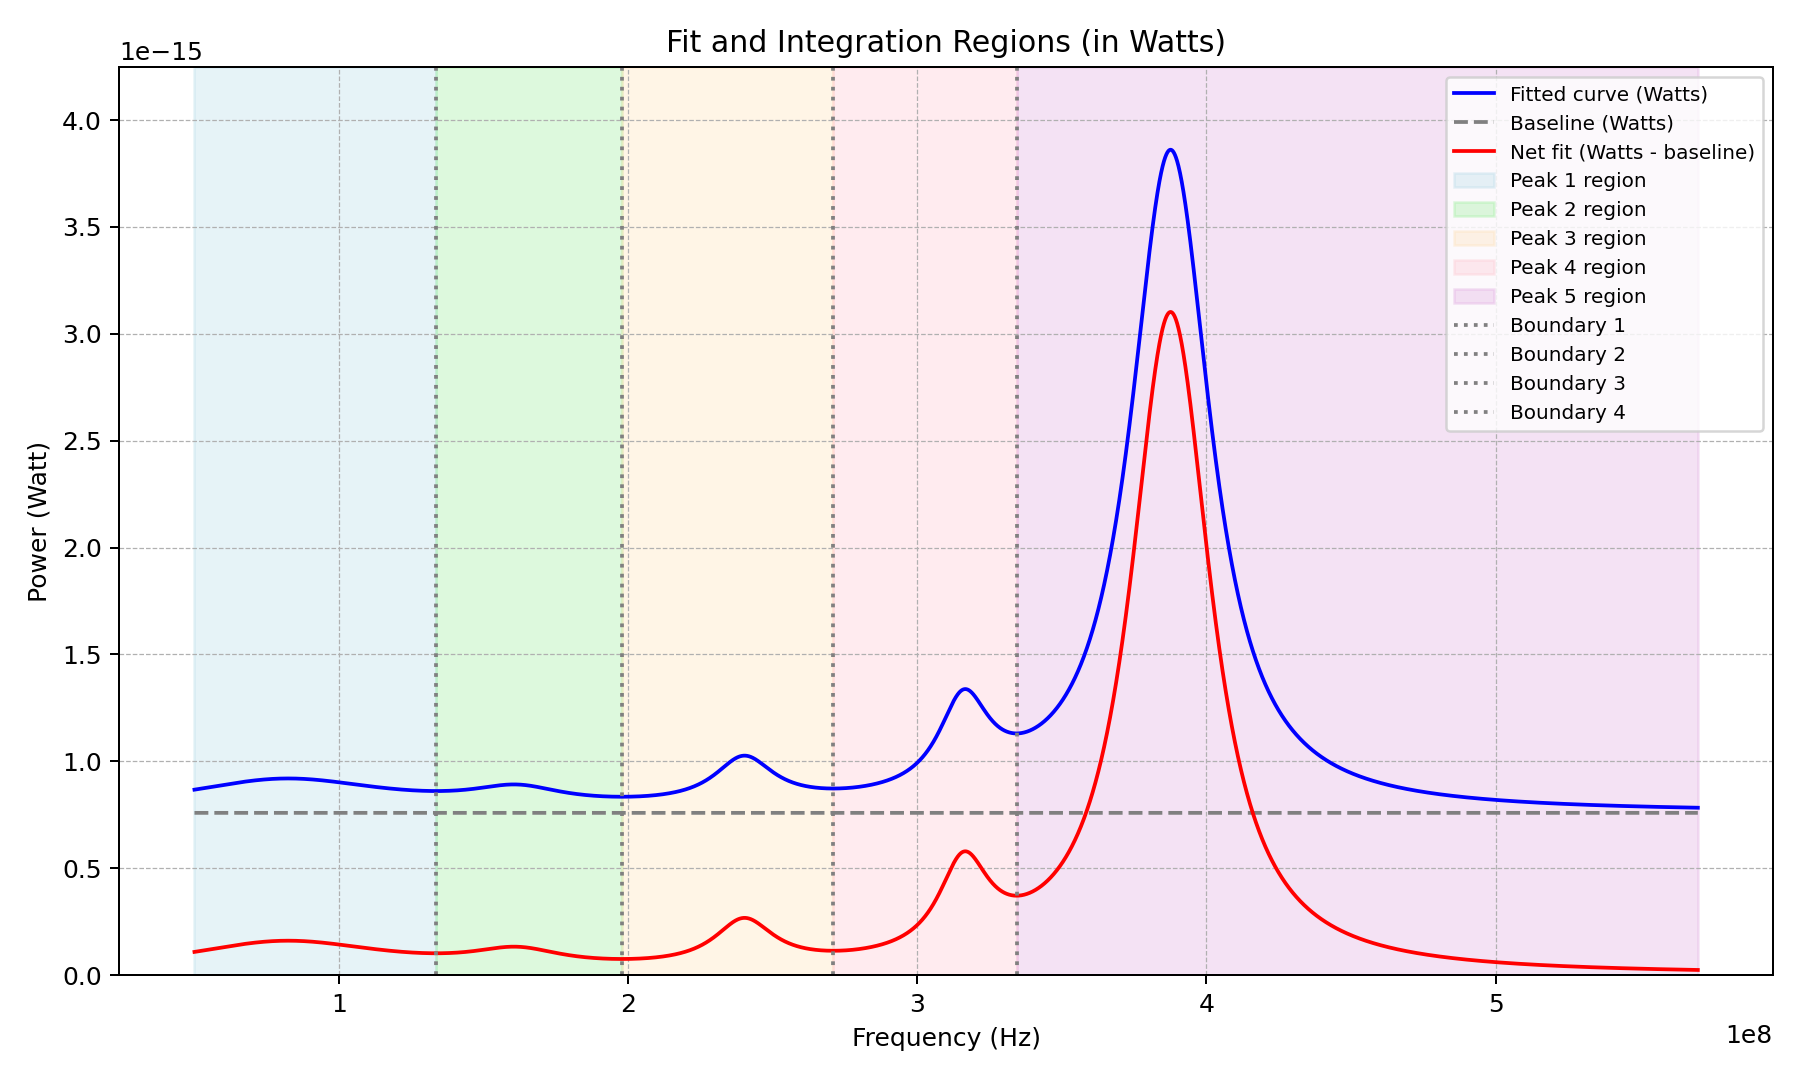 Fit and Integration Regions (in Watts)
1e−15
4.0
3.5
3.0
2.5
2.0
1.5
1.0
0.5
0.0
Power (Watt)
Fitted curve (Watts)
Baseline (Watts)
Net fit (Watts - baseline)
Peak 1 region
Peak 2 region
Peak 3 region
Peak 4 region
Peak 5 region
Boundary 1
Boundary 2
Boundary 3
Boundary 4
1 2 3 4 5
Frequency (Hz)
1e8